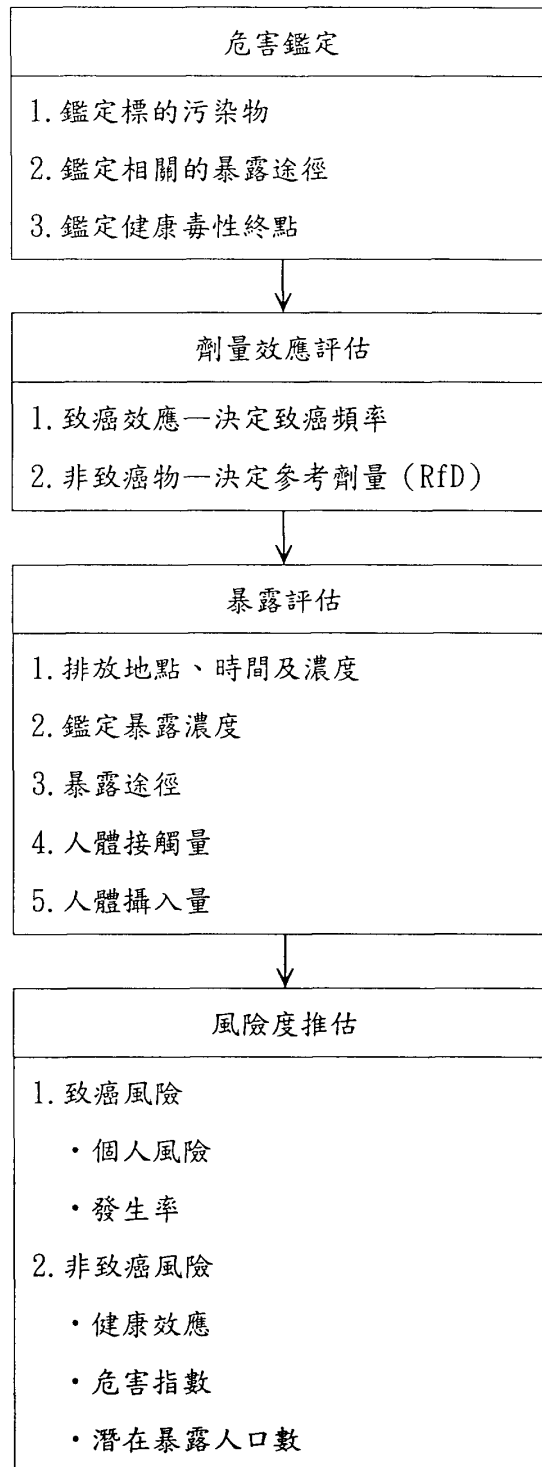 危害鑑定
1.鑑定標的污染物
2.鑑定相關的暴露途徑
3.鑑定健康毒性終點
劑量效應評估
1.致癌效應—決定致癌頻率
2.非致癌物—決定參考劑量(RfD)
暴露評估
1.排放地點、時間及濃度
2.鑑定暴露濃度
3.暴露途徑
4.人體接觸量
5.人體攝入量
風險度推估
1.致癌風險
・個人風險
・發生率
2.非致癌風險
・健康效應
・危害指數
・潛在暴露人口數